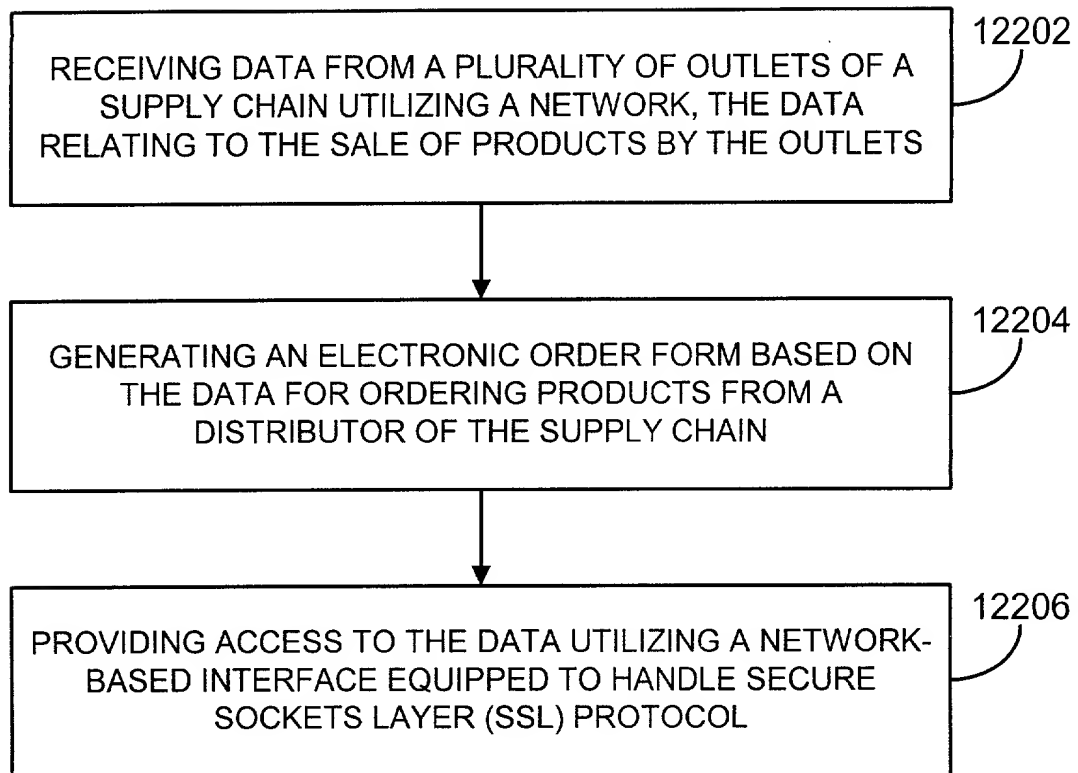 12202
RECEIVING DATA FROM A PLURALITY OF OUTLETS OF A
SUPPLY CHAIN UTILIZING A NETWORK, THE DATA
RELATING TO THE SALE OF PRODUCTS BY THE OUTLETS
12204
GENERATING AN ELECTRONIC ORDER FORM BASED ON
THE DATA FOR ORDERING PRODUCTS FROM A
DISTRIBUTOR OF THE SUPPLY CHAIN
12206
PROVIDING ACCESS TO THE DATA UTILIZING A NETWORK-
BASED INTERFACE EQUIPPED TO HANDLE SECURE
SOCKETS LAYER (SSL) PROTOCOL